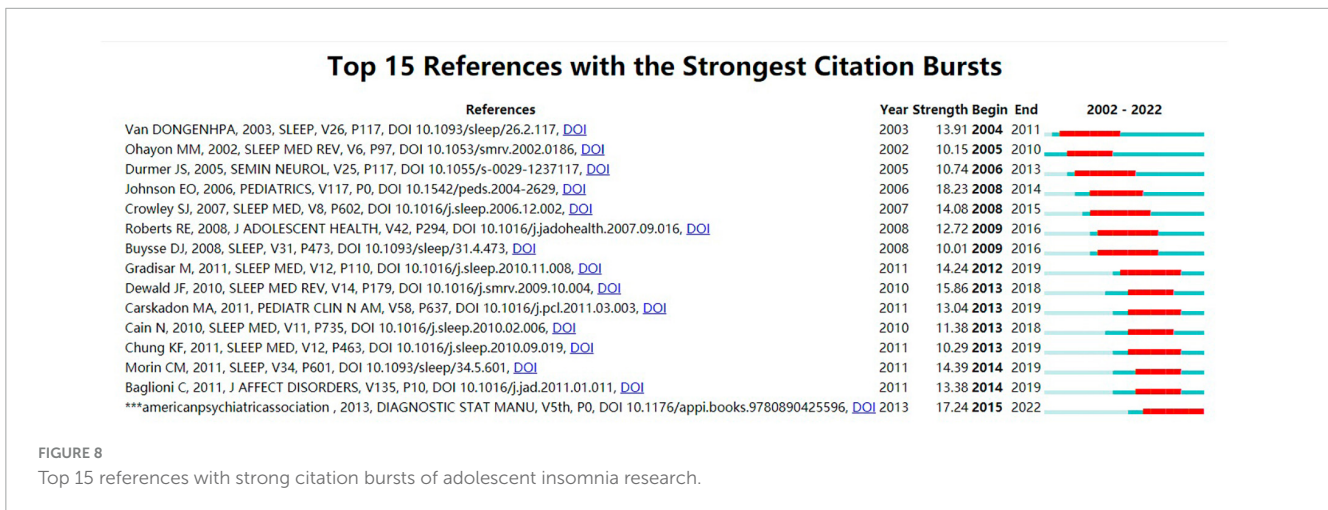 Top 15 References with the Strongest Citation Bursts
References Year Strength Begin End 2002 - 2022
Van DONGENHPA, 2003, SLEEP, V26, P117, DOI 10.1093/sleep/26.2.117, DOI 2003 13.91 2004 2011
Ohayon MM, 2002, SLEEP MED REV, V6, P97, DOI 10.1053/smrv.2002.0186, DOI 2002 10.15 2005 2010
Durmer JS, 2005, SEMIN NEUROL, V25, P117, DOI 10.1055/s-0029-1237117, DOI 2005 10.74 2006 2013
Johnson EO, 2006, PEDIATRICS, V117, P0, DOI 10.1542/peds.2004-2629, DOI 2006 18.23 2008 2014
Crowley SJ, 2007, SLEEP MED, V8, P602, DOI 10.1016/j.sleep.2006.12.002, DOI 2007 14.08 2008 2015
Roberts RE, 2008, J ADOLESCENT HEALTH, V42, P294, DOI 10.1016/j.jadohealth.2007.09.016, DOI 2008 12.72 2009 2016
Buysse DJ, 2008, SLEEP, V31, P473, DOI 10.1093/sleep/31.4.473, DOI 2008 10.01 2009 2016
Gradisar M, 2011, SLEEP MED, V12, P110, DOI 10.1016/j.sleep.2010.11.008, DOI 2011 14.24 2012 2019
Dewald JF, 2010, SLEEP MED REV, V14, P179, DOI 10.1016/j.smrv.2009.10.004, DOI 2010 15.86 2013 2018
Carskadon MA, 2011, PEDIATR CLIN N AM, V58, P637, DOI 10.1016/j.pcl.2011.03.003, DOI 2011 13.04 2013 2019
Cain N, 2010, SLEEP MED, V11, P735, DOI 10.1016/j.sleep.2010.02.006, DOI 2010 11.38 2013 2018
Chung KF, 2011, SLEEP MED, V12, P463, DOI 10.1016/j.sleep.2010.09.019, DOI 2011 10.29 2013 2019
Morin CM, 2011, SLEEP, V34, P601, DOI 10.1093/sleep/34.5.601, DOI 2011 14.39 2014 2019
Baglioni C, 2011, J AFFECT DISORDERS, V135, P10, DOI 10.1016/j.jad.2011.01.011, DOI 2011 13.38 2014 2019
***americanpsychiatricassociation , 2013, DIAGNOSTIC STAT MANU, V5th, P0, DOI 10.1176/appi.books.9780890425596, DOI 2013 17.24 2015 2022
FIGURE 8
Top 15 references with strong citation bursts of adolescent insomnia research.